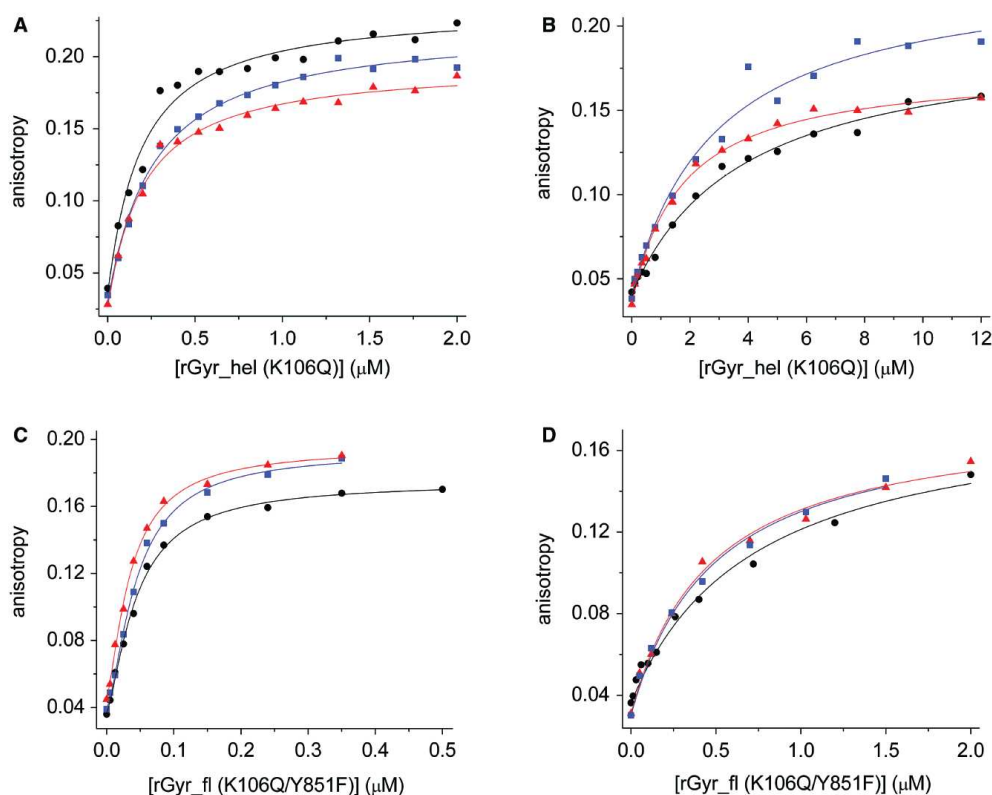 A
0.20
0.15
0.10
0.05
anisotropy
0.0 0.5 1.0 1.5 2.0
[rGyr_hel (K106Q)] (μM)
B
0.20
0.15
0.10
0.05
anisotropy
0 2 4 6 8 10 12
[rGyr_hel (K106Q)] (μM)
C
0.20
0.16
0.12
0.08
0.04
anisotropy
0.0 0.1 0.2 0.3 0.4 0.5
[rGyr_fl (K106Q/Y851F)] (μM)
D
0.16
0.12
0.08
0.04
anisotropy
0.0 0.5 1.0 1.5 2.0
[rGyr_fl (K106Q/Y851F)] (μM)